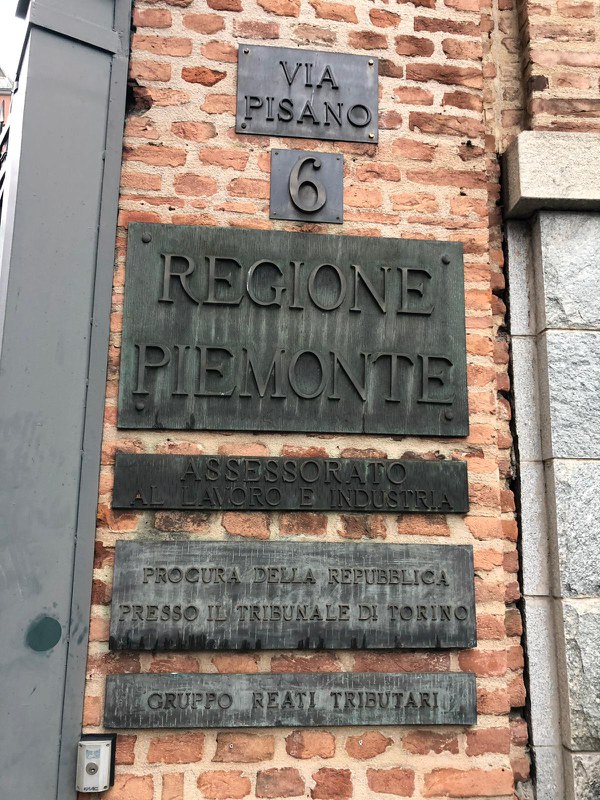 VIA
PISANO
6
REGIONE
PIEMONTE
ASSESSORATO
AL LAVORO E INDUSTRIA
PROCURA DELLA REPUBBLICA
PRESSO IL TRIBUNALE DI TORINO
GRUPPO REATI TRIBUTARI